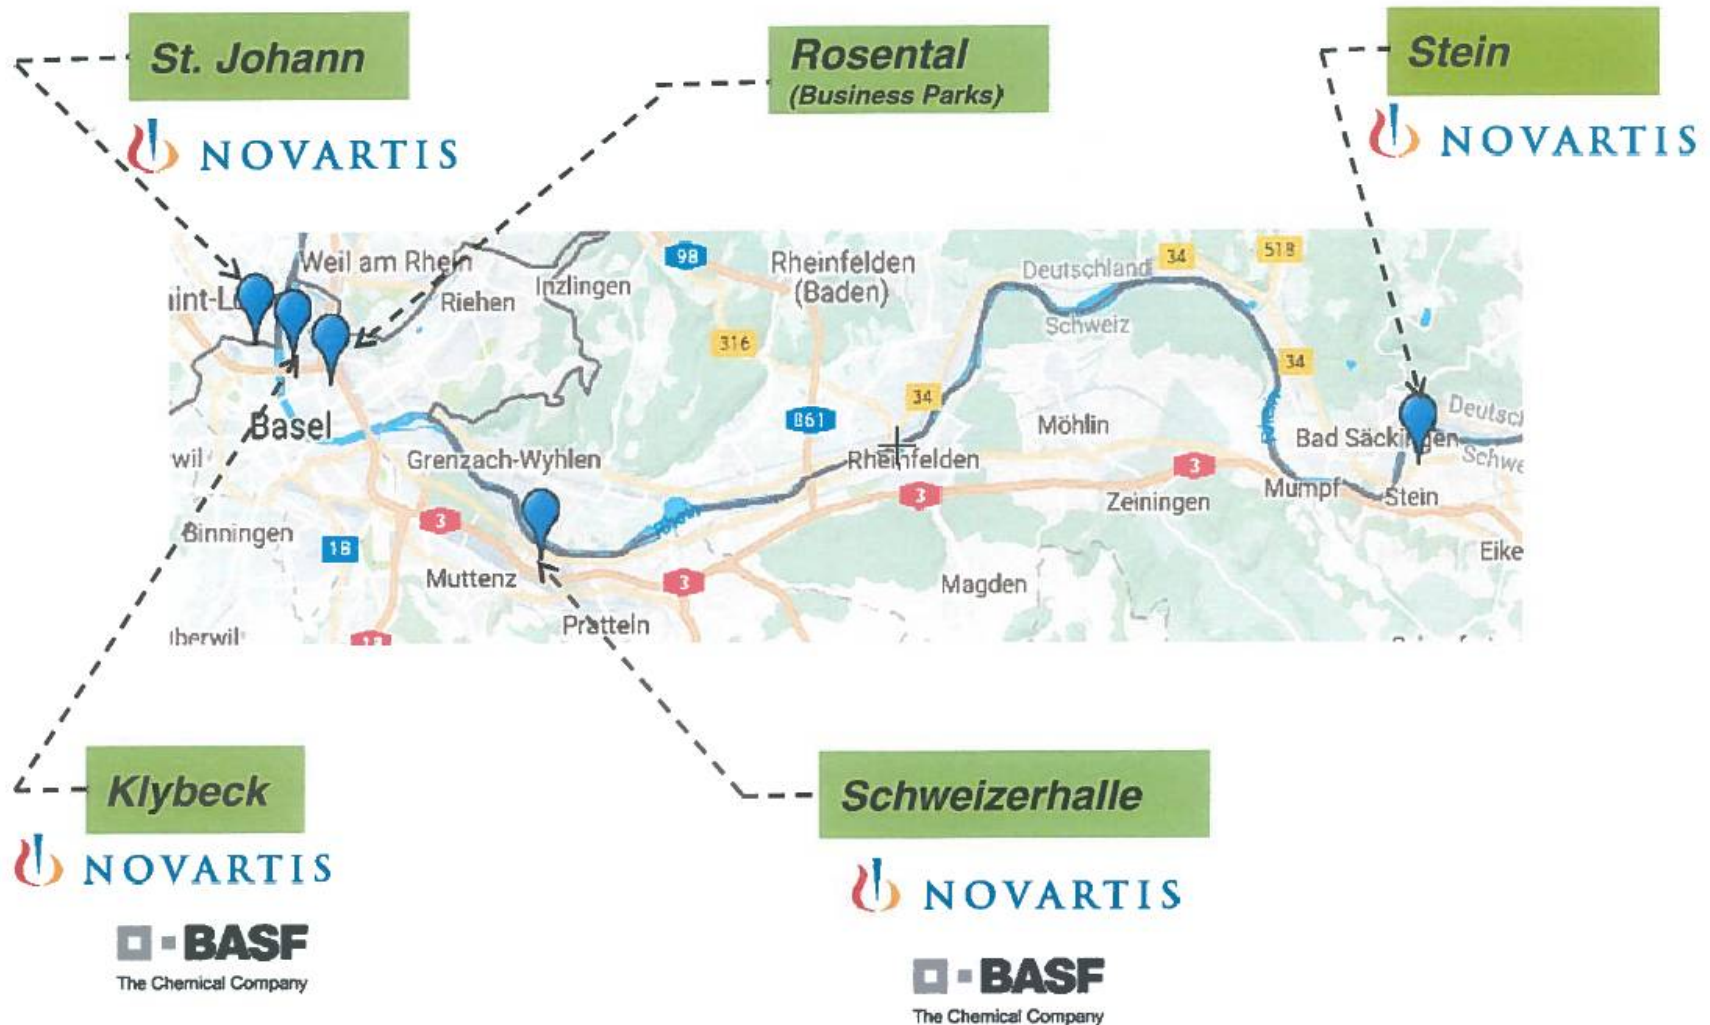 St. Johann
NOVARTIS
Rosental
(Business Parks)
Stein
NOVARTIS
Weil am Rhein
Riehen
Inzlingen
98
Rheinfelden
(Baden)
Deutschland
34
518
Schweiz
316
34
34
861
Basel
Grenzach-Wyhlen
Rheinfelden
Möhlin
Bad Säckingen
3
3
3
Zeiningen
Mumpf
Stein
Binningen
18
Muttenz
3
Magden
Pratteln
Eike
Klybeck
NOVARTIS
BASF
The Chemical Company
Schweizerhalle
NOVARTIS
BASF
The Chemical Company